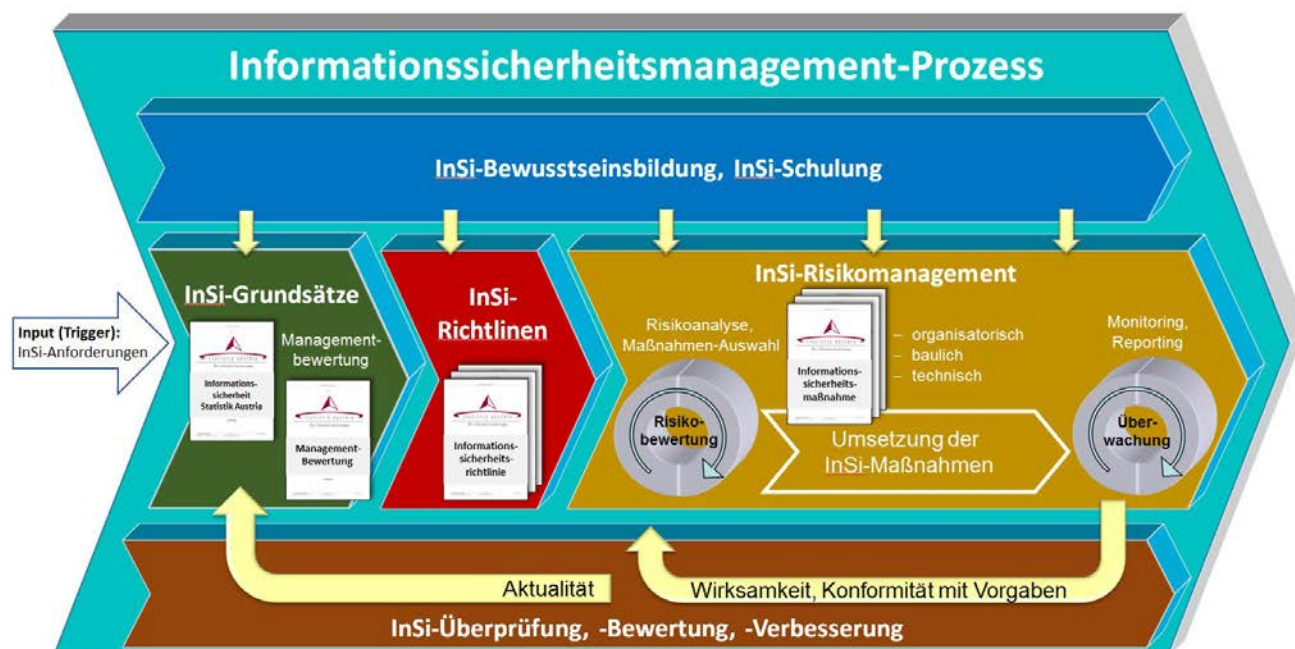 Informationssicherheitsmanagement-Prozess
InSi-Bewusstseinsbildung, InSi-Schulung
Input (Trigger):
InSi-Anforderungen
InSi-Grundsätze
Management-
bewertung
Informations-
sicherheit
Statistik Austria
Management-
Bewertung
InSi-
Richtlinen
Informations-
sicherheits-
richtlinie
InSi-Risikomanagement
Risikoanalyse,
Maßnahmen-Auswahl
Risiko-
bewertung
Informations-
sicherheits-
maßnahme
– organisatorisch
– baulich
– technisch
Umsetzung der
InSi-Maßnahmen
Monitoring,
Reporting
Über-
wachung
Aktualität
Wirksamkeit, Konformität mit Vorgaben
InSi-Überprüfung, -Bewertung, -Verbesserung